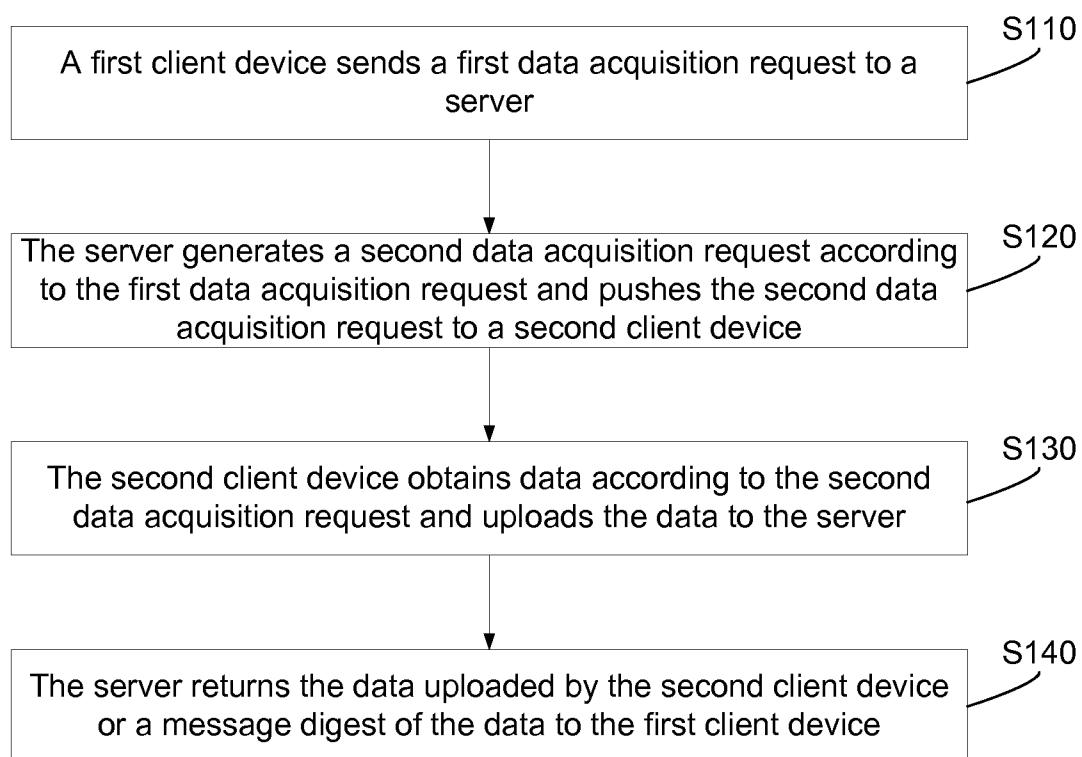 S110
A first client device sends a first data acquisition request to a
server
S120
The server generates a second data acquisition request according
to the first data acquisition request and pushes the second data
acquisition request to a second client device
S130
The second client device obtains data according to the second
data acquisition request and uploads the data to the server
S140
The server returns the data uploaded by the second client device
or a message digest of the data to the first client device